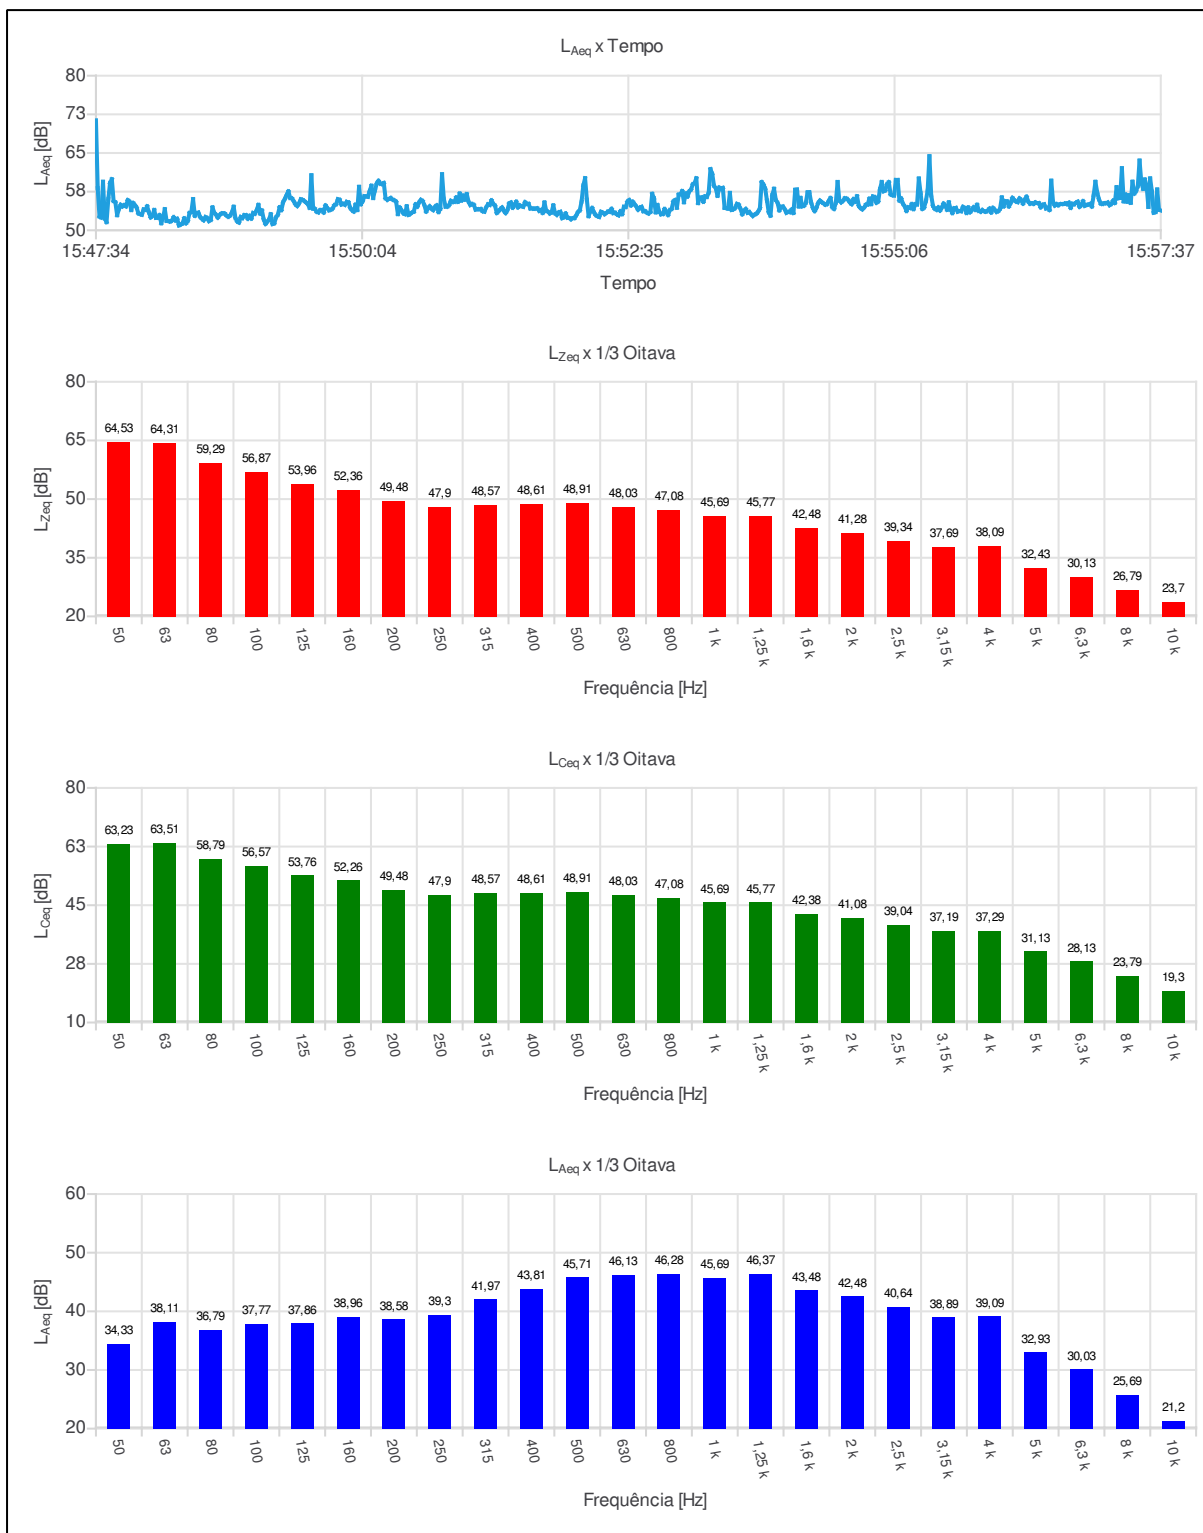 LAeq x Tempo
80
73
65
58
50
LAeq [dB]
15:47:34 15:50:04 15:52:35 15:55:06 15:57:37
Tempo
LZeq x 1/3 Oitava
80
65
50
35
20
LZeq [dB]
64,53 64,31 59,29 56,87 53,96 52,36 49,48 47,9 48,57 48,61 48,91 48,03 47,08 45,69 45,77 42,48 41,28 39,34 37,69 38,09 32,43 30,13 26,79 23,7
50 63 80 100 125 160 200 250 315 400 500 630 800 1 k 1,25 k 1,6 k 2 k 2,5 k 3,15 k 4 k 5 k 6,3 k 8 k 10 k
Frequência [Hz]
LCeq x 1/3 Oitava
80
63
45
28
10
LCeq [dB]
63,23 63,51 58,79 56,57 53,76 52,26 49,48 47,9 48,57 48,61 48,91 48,03 47,08 45,69 45,77 42,38 41,08 39,04 37,19 37,29 31,13 28,13 23,79 19,3
50 63 80 100 125 160 200 250 315 400 500 630 800 1 k 1,25 k 1,6 k 2 k 2,5 k 3,15 k 4 k 5 k 6,3 k 8 k 10 k
Frequência [Hz]
LAeq x 1/3 Oitava
60
50
40
30
20
LAeq [dB]
34,33 38,11 36,79 37,77 37,86 38,96 38,58 39,3 41,97 43,81 45,71 46,13 46,28 45,69 46,37 43,48 42,48 40,64 38,89 39,09 32,93 30,03 25,69 21,2
50 63 80 100 125 160 200 250 315 400 500 630 800 1 k 1,25 k 1,6 k 2 k 2,5 k 3,15 k 4 k 5 k 6,3 k 8 k 10 k
Frequência [Hz]